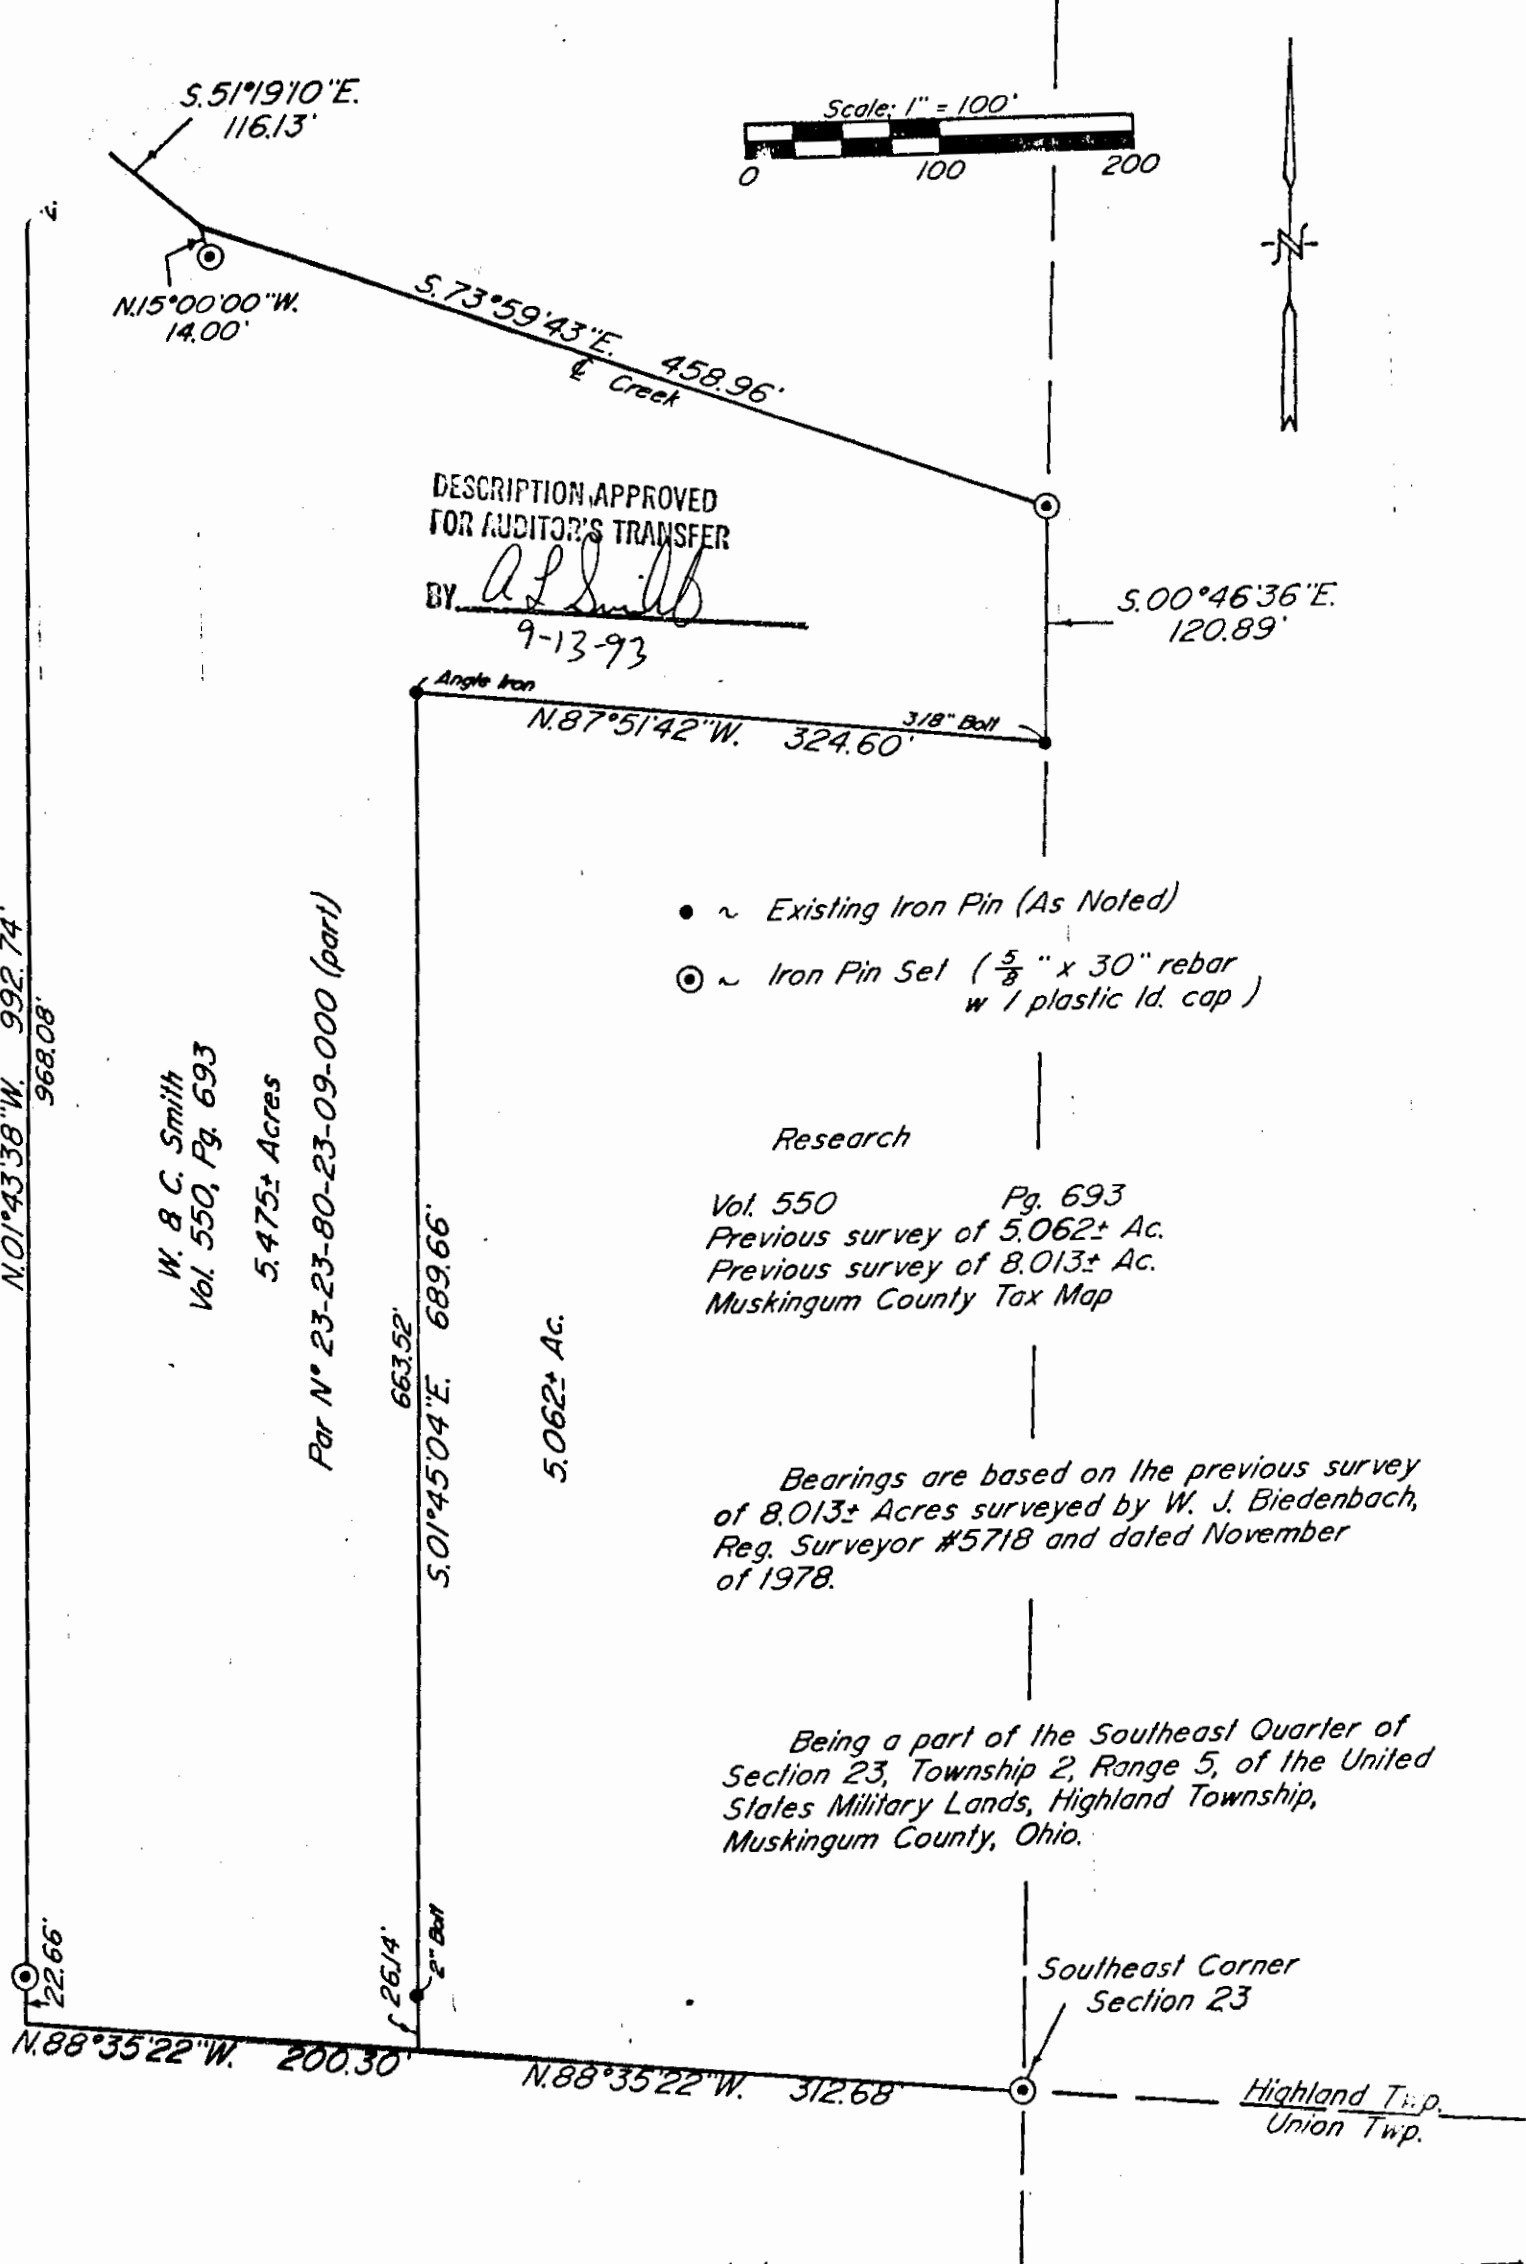 S.51°19'10"E.
116.13'
Scale: 1" = 100'
0 100 200
N.15°00'00"W.
14.00'
S.73°59'43"E. 458.96'
℄ Creek
N
DESCRIPTION APPROVED
FOR AUDITOR'S TRANSFER
BY A L Smith
9-13-93
S.00°46'36"E.
120.89'
Angle Iron
N.87°51'42"W. 324.60'
3/8" Bolt
● ~ Existing Iron Pin (As Noted)
◉ ~ Iron Pin Set ( 5/8 " x 30" rebar
w / plastic Id. cap )
N.01°43'38"W. 992.74'
968.08'
W. & C. Smith
Vol. 550, Pg. 693
5.475± Acres
Par N° 23-23-80-23-09-000 (part)
663.52'
S.01°45'04"E. 689.66'
5.062± Ac.
Research
Vol. 550 Pg. 693
Previous survey of 5.062± Ac.
Previous survey of 8.013± Ac.
Muskingum County Tax Map
Bearings are based on the previous survey
of 8.013± Acres surveyed by W. J. Biedenbach,
Reg. Surveyor #5718 and dated November
of 1978.
Being a part of the Southeast Quarter of
Section 23, Township 2, Range 5, of the United
States Military Lands, Highland Township,
Muskingum County, Ohio.
22.66'
26.14'
2" Bolt
Southeast Corner
Section 23
N.88°35'22"W. 200.30'
N.88°35'22"W. 312.68'
Highland Twp.
Union Twp.